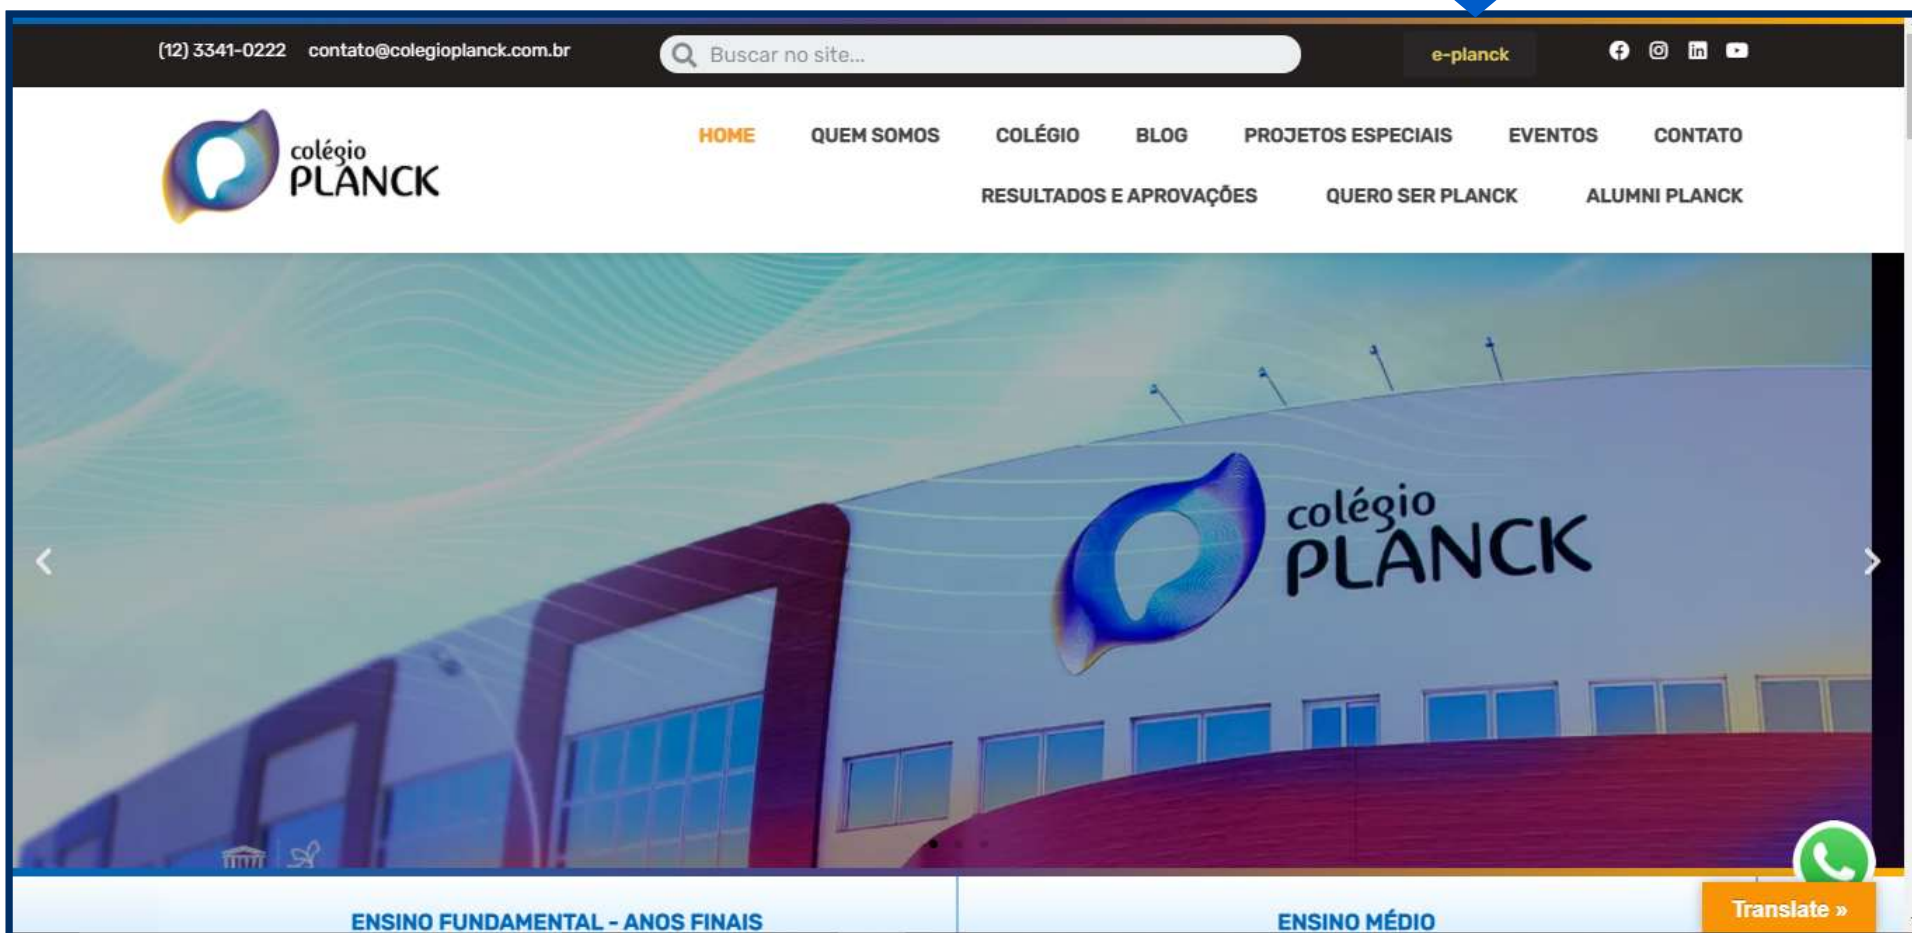 (12) 3341-0222 contato@colegioplanck.com.br Buscar no site... e-planck
colégio
PLANCK
HOME QUEM SOMOS COLÉGIO BLOG PROJETOS ESPECIAIS EVENTOS CONTATO
RESULTADOS E APROVAÇÕES QUERO SER PLANCK ALUMNI PLANCK
colégio
PLANCK
ENSINO FUNDAMENTAL - ANOS FINAIS
ENSINO MÉDIO
Translate »